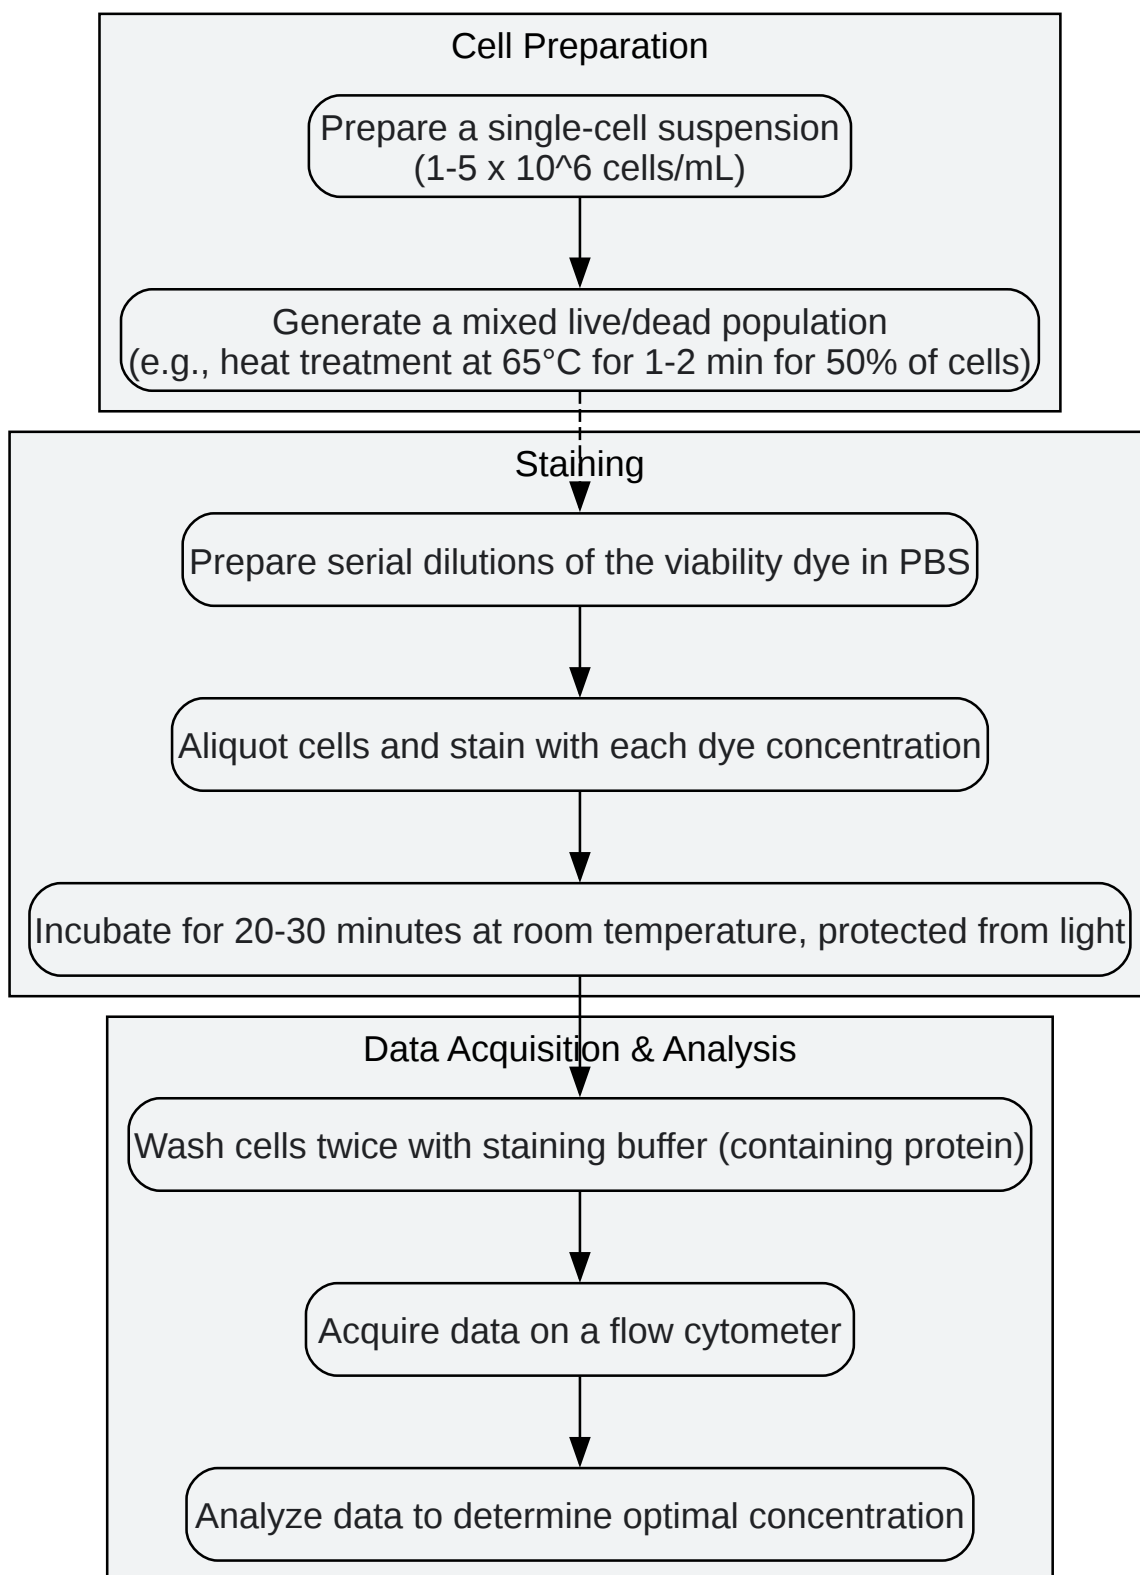 Cell Preparation
Prepare a single-cell suspension
(1-5 x 10^6 cells/mL)
Generate a mixed live/dead population
(e.g., heat treatment at 65°C for 1-2 min for 50% of cells)
Staining
Prepare serial dilutions of the viability dye in PBS
Aliquot cells and stain with each dye concentration
Incubate for 20-30 minutes at room temperature, protected from light
Data Acquisition & Analysis
Wash cells twice with staining buffer (containing protein)
Acquire data on a flow cytometer
Analyze data to determine optimal concentration